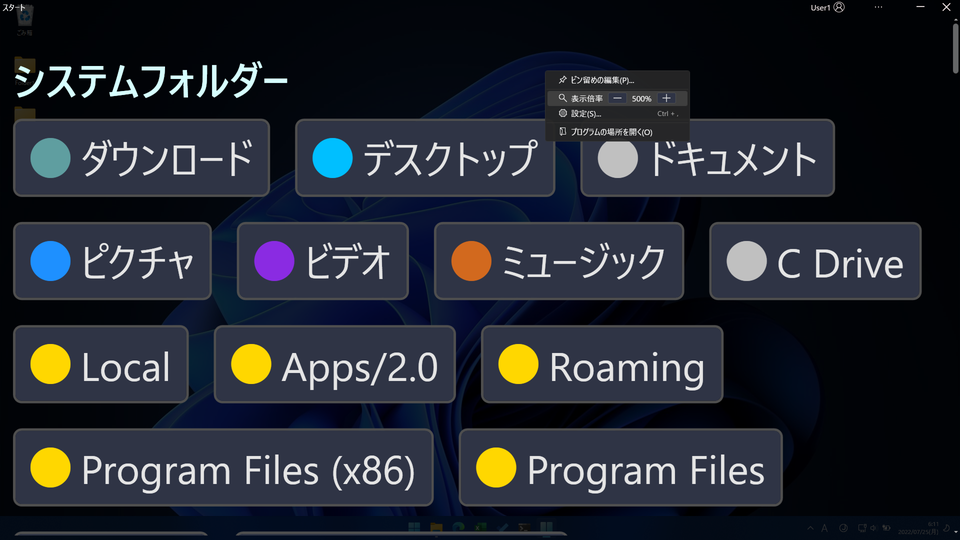 スタート
User1
ごみ箱
システムフォルダー
ピン留めの編集(P)...
表示倍率 500%
設定(S)... Ctrl + ,
プログラムの場所を開く(O)
ダウンロード
デスクトップ
ドキュメント
ピクチャ
ビデオ
ミュージック
C Drive
Local
Apps/2.0
Roaming
Program Files (x86)
Program Files
A